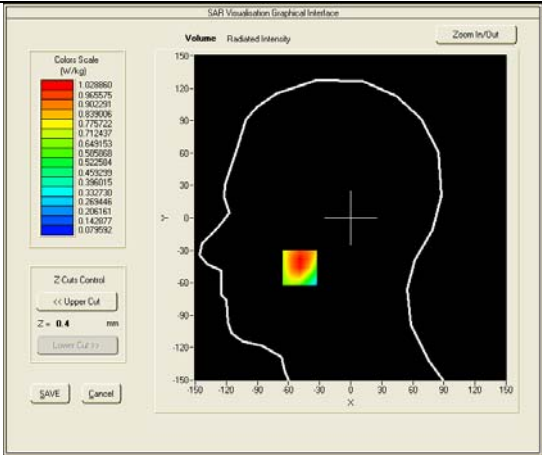 SAR Visualisation Graphical Interface
Volume Radiated Intensity
Zoom In/Out
Colors Scale
(W/kg)
1.028860
0.965575
0.902291
0.839006
0.775722
0.712437
0.649153
0.585868
0.522584
0.459299
0.396015
0.332730
0.269446
0.206161
0.142877
0.079592
Z-Cuts Control
<< Upper Cut
Z = 0.4 mm
Lower Cut >>
SAVE Cancel
150
120
90
60
30
0
-30
-60
-90
-120
-150
Y
-150 -120 -90 -60 -30 0 30 60 90 120 150
X